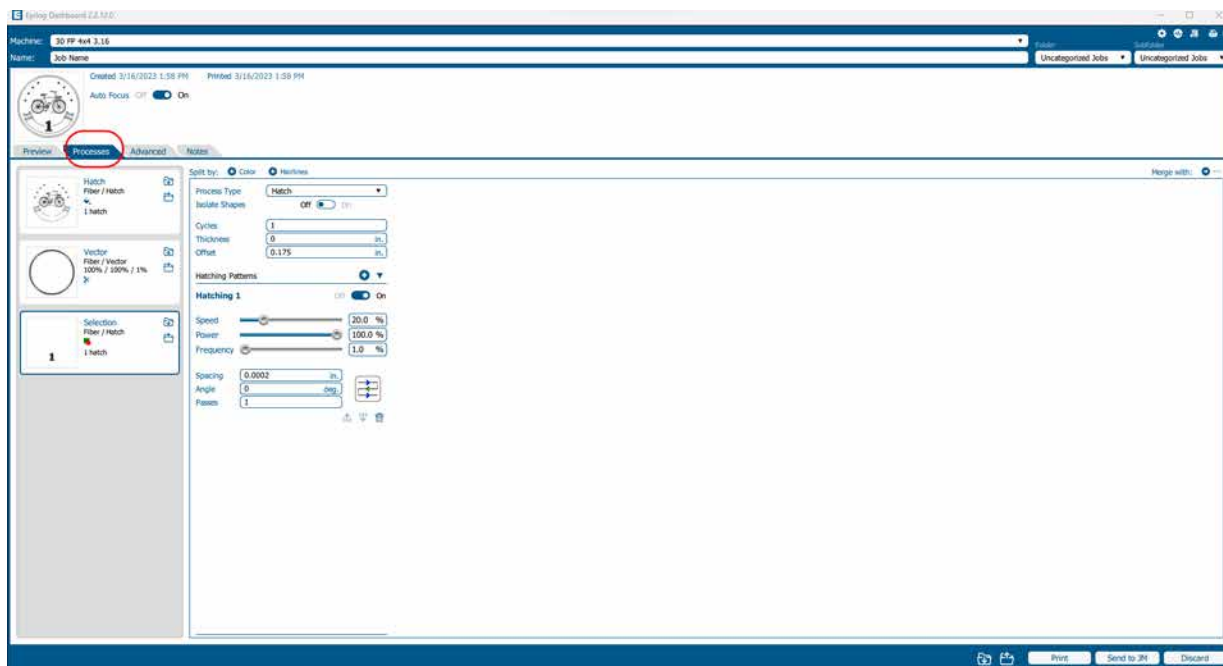 Epilog Dashboard 2.2.12.0
Machine: 30 FP 4x4 3.16
Folder Subfolder
Name: Job Name Uncategorized Jobs Uncategorized Jobs
Created 3/16/2023 1:58 PM Printed 3/16/2023 1:58 PM
Auto Focus Off On
1
Preview Processes Advanced Notes
Split by: Color Hairlines Merge with:
Hatch
Fiber / Hatch
1 hatch
Vector
Fiber / Vector
100% / 100% / 1%
Selection
Fiber / Hatch
1 hatch
1
Process Type Hatch
Isolate Shapes Off On
Cycles 1
Thickness 0 in.
Offset 0.175 in.
Hatching Patterns
Hatching 1 Off On
Speed 20.0 %
Power 100.0 %
Frequency 1.0 %
Spacing 0.0002 in.
Angle 0 deg.
Passes 1
Print Send to JM Discard